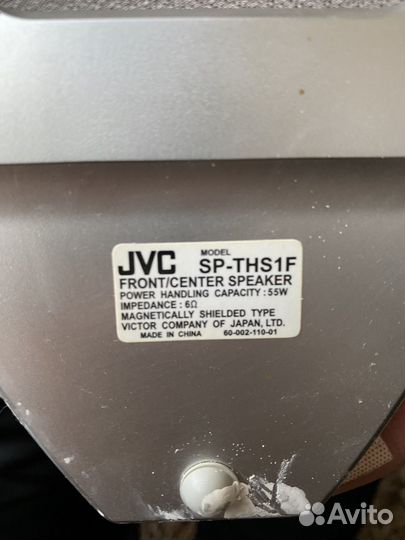 JVC MODEL SP-THS1F
FRONT/CENTER SPEAKER
POWER HANDLING CAPACITY : 55W
IMPEDANCE : 6Ω
MAGNETICALLY SHIELDED TYPE
VICTOR COMPANY OF JAPAN, LTD.
MADE IN CHINA 60-002-110-01
Avito